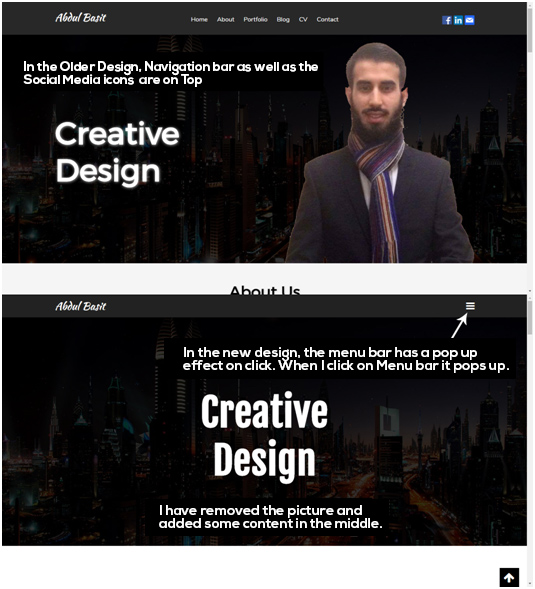 Abdul Basit
Home About Portfolio Blog CV Contact
In the Older Design, Navigation bar as well as the
Social Media icons are on Top
Creative
Design
About Us
Abdul Basit
In the new design, the menu bar has a pop up
effect on click. When I click on Menu bar it pops up.
Creative
Design
I have removed the picture and
added some content in the middle.